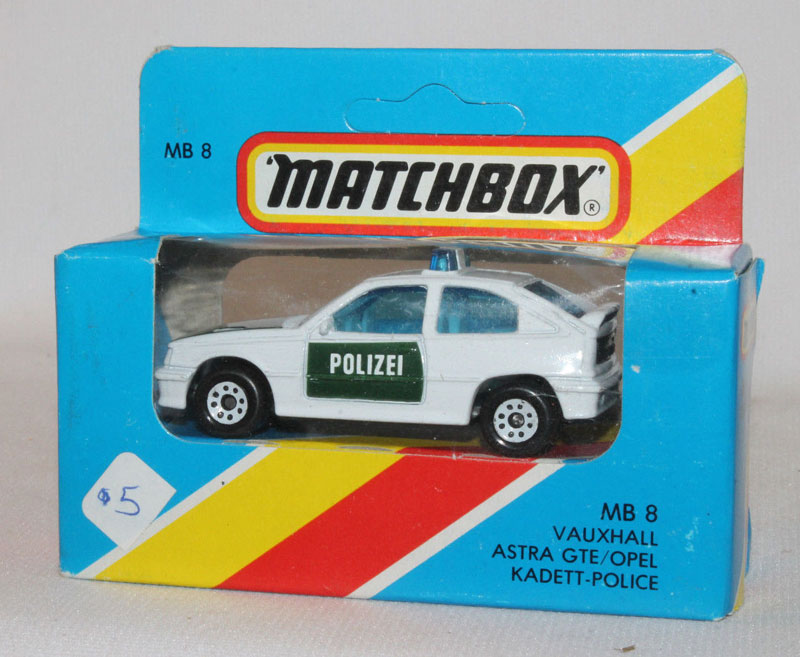 MB 8
'MATCHBOX'
®
POLIZEI
$5
MB 8
VAUXHALL
ASTRA GTE/OPEL
KADETT-POLICE